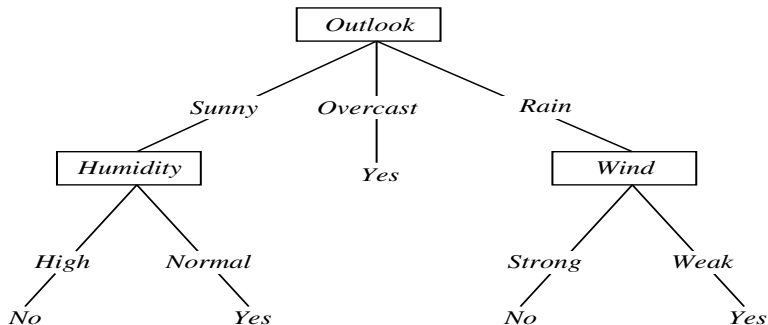 Outlook
Sunny Overcast Rain
Humidity Yes Wind
High Normal Strong Weak
No Yes No Yes